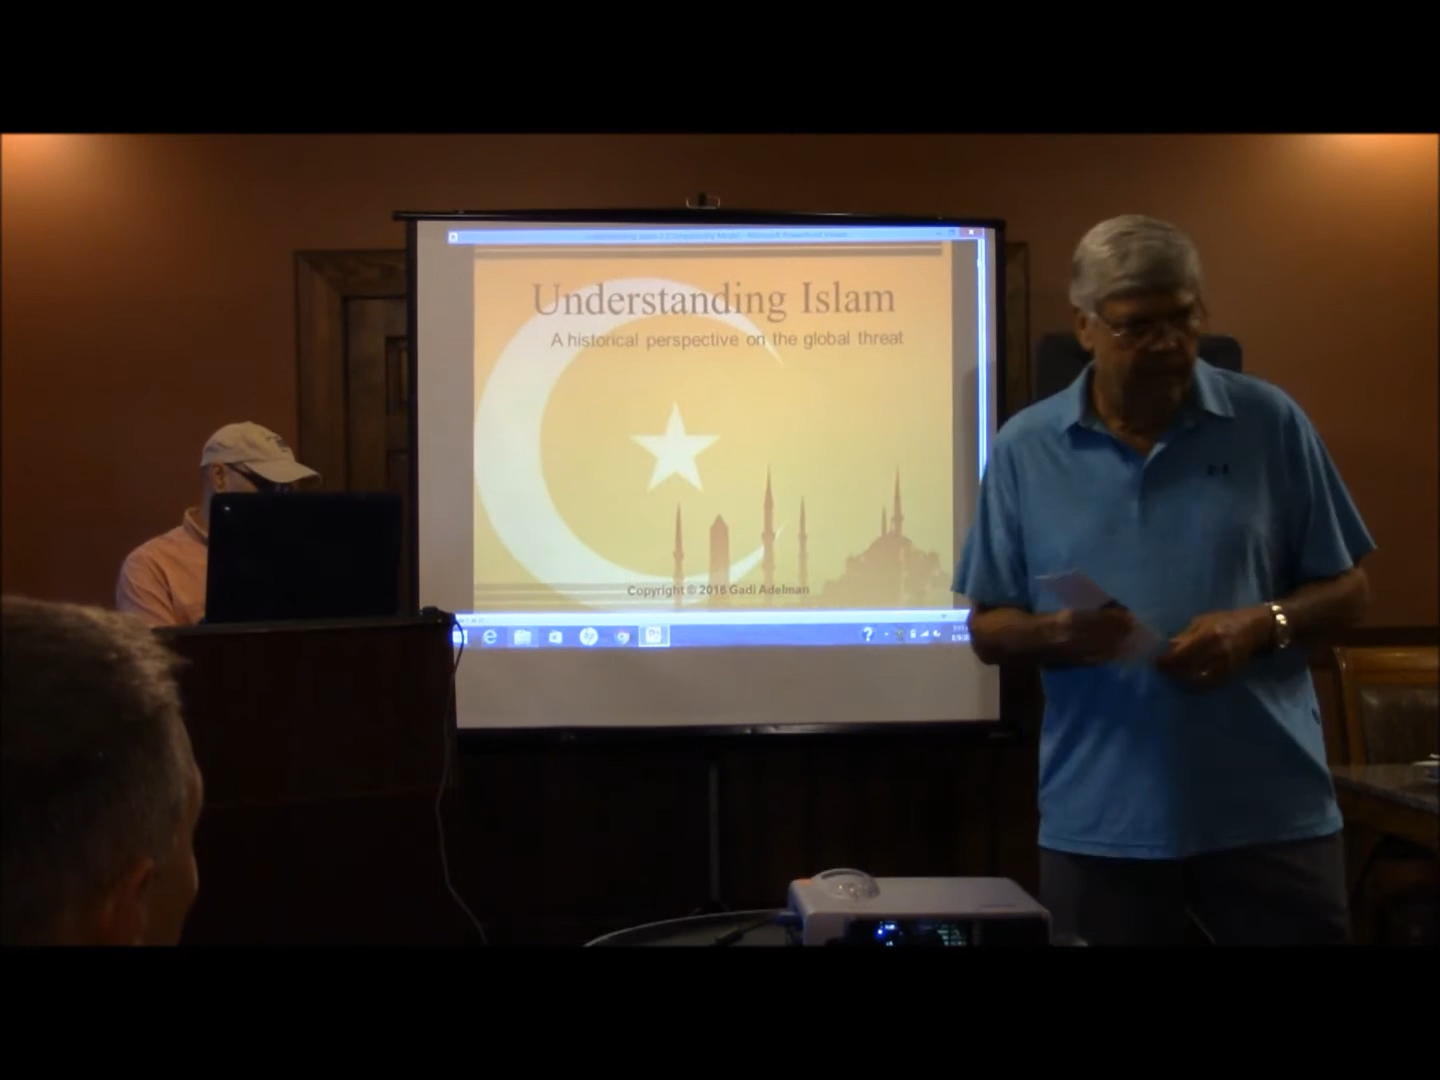 Understanding Islam
A historical perspective on the global threat
Copyright © 2016 Gadi Adelman